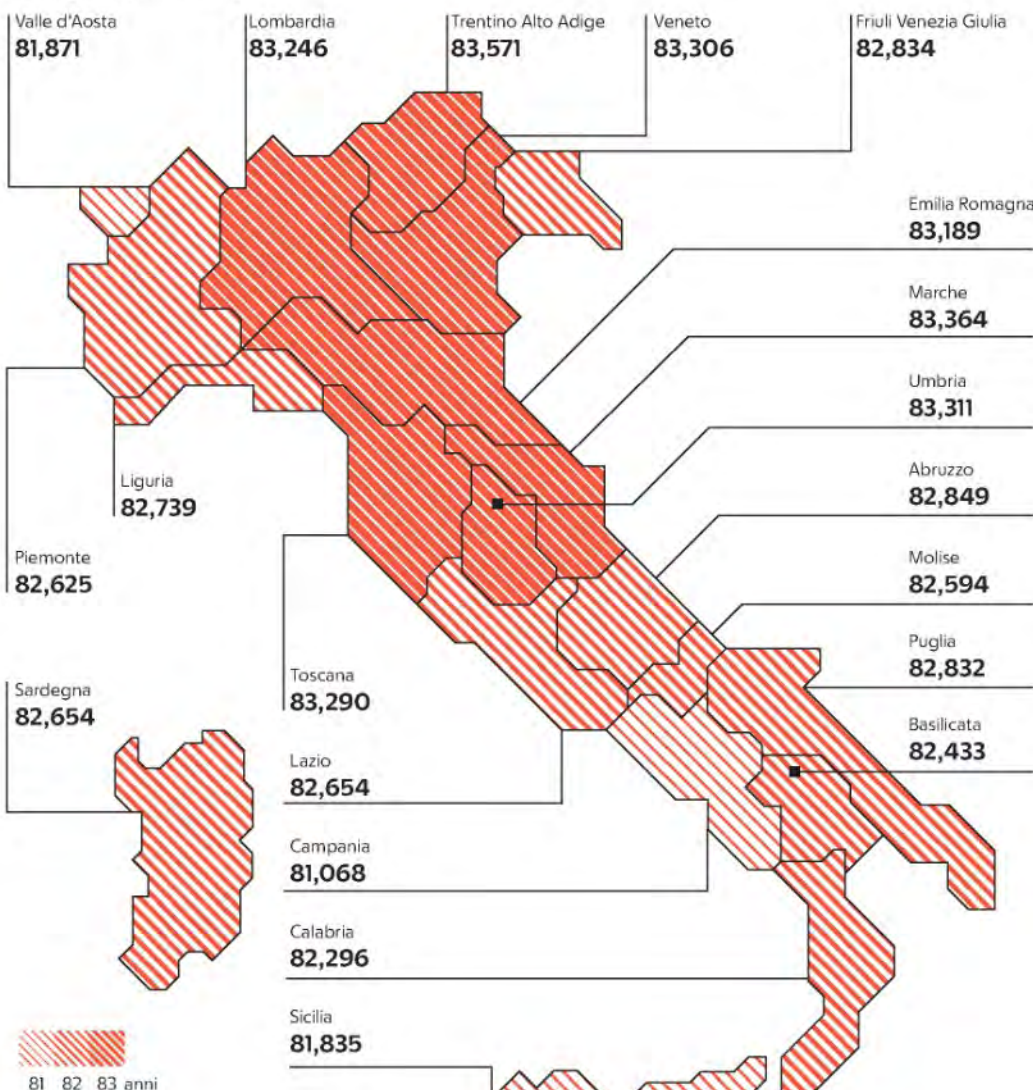 Valle d'Aosta
81,871
Lombardia
83,246
Trentino Alto Adige
83,571
Veneto
83,306
Friuli Venezia Giulia
82,834
Emilia Romagna
83,189
Marche
83,364
Umbria
83,311
Abruzzo
82,849
Molise
82,594
Puglia
82,832
Basilicata
82,433
Liguria
82,739
Piemonte
82,625
Toscana
83,290
Sardegna
82,654
Lazio
82,654
Campania
81,068
Calabria
82,296
Sicilia
81,835
81 82 83 anni